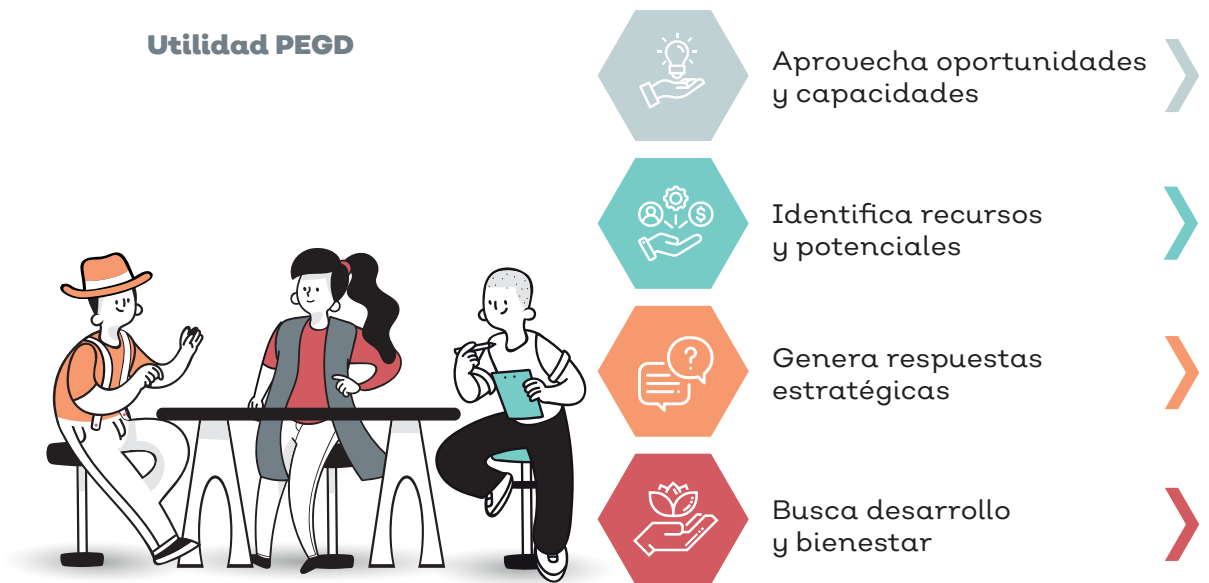 Utilidad PEGD
Aprovecha oportunidades
y capacidades
Identifica recursos
y potenciales
Genera respuestas
estratégicas
Busca desarrollo
y bienestar